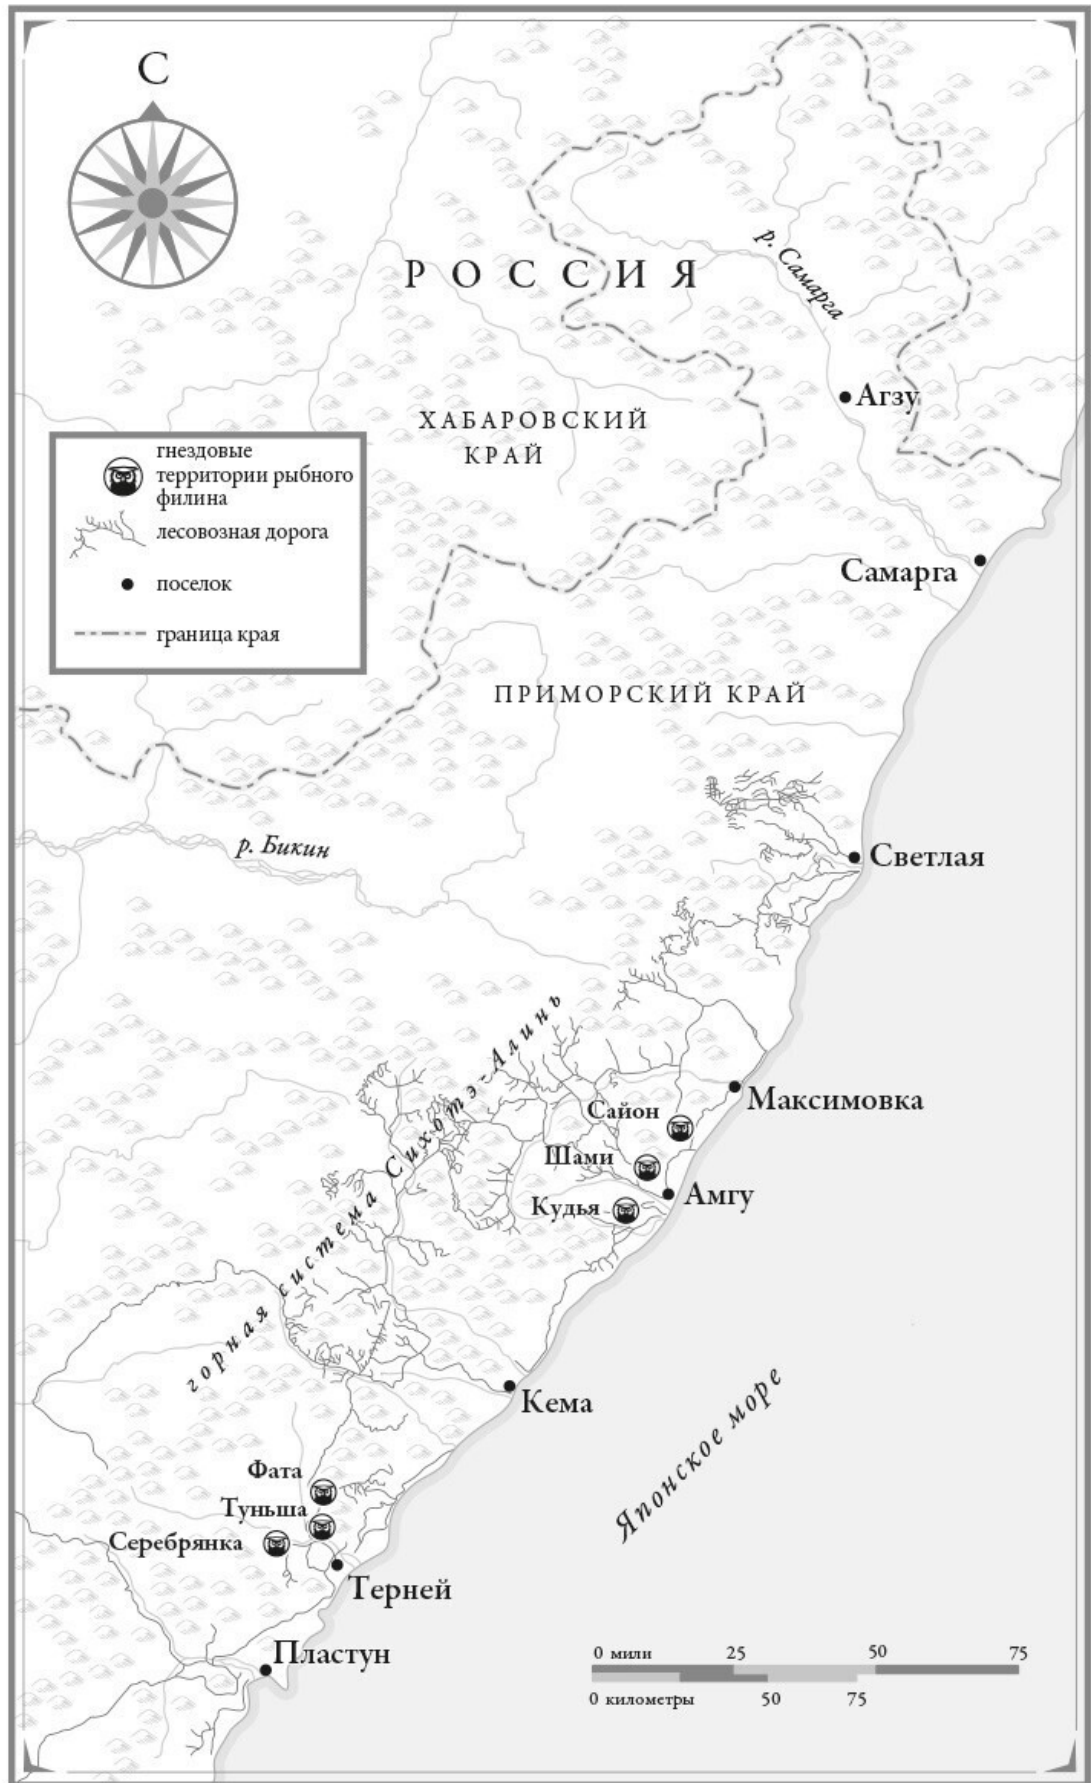 С
РОССИЯ
р. Самарга
Агзу
ХАБАРОВСКИЙ
КРАЙ
гнездовые
территории рыбного
филина
лесовозная дорога
поселок
граница края
Самарга
ПРИМОРСКИЙ КРАЙ
р. Бикин
Светлая
горная система Сихотэ-Алинь
Максимовка
Сайон
Шами
Амгу
Кудья
Кема
Японское море
Фата
Туньша
Серебрянка
Терней
Пластун
0 мили 25 50 75
0 километры 50 75